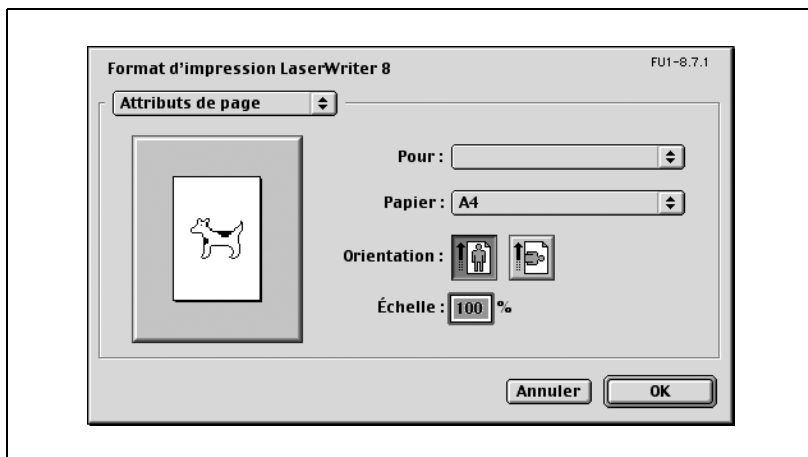 Format d'impression LaserWriter 8
FU1-8.7.1
Attributs de page
Pour :
Papier : A4
Orientation :
Échelle : 100 %
Annuler
OK